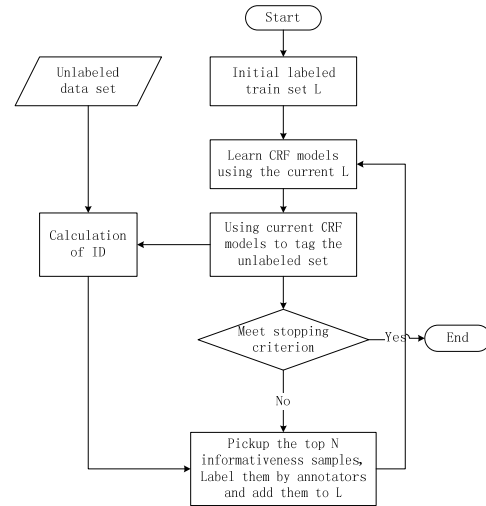 Start
Unlabeled
data set
Initial labeled
train set L
Learn CRF models
using the current L
Calculation
of ID
Using current CRF
models to tag the
unlabeled set
Meet stopping
criteriom
Yes
End
No
Pickup the top N
informativeness samples,
Label them by annotators
and add them to L